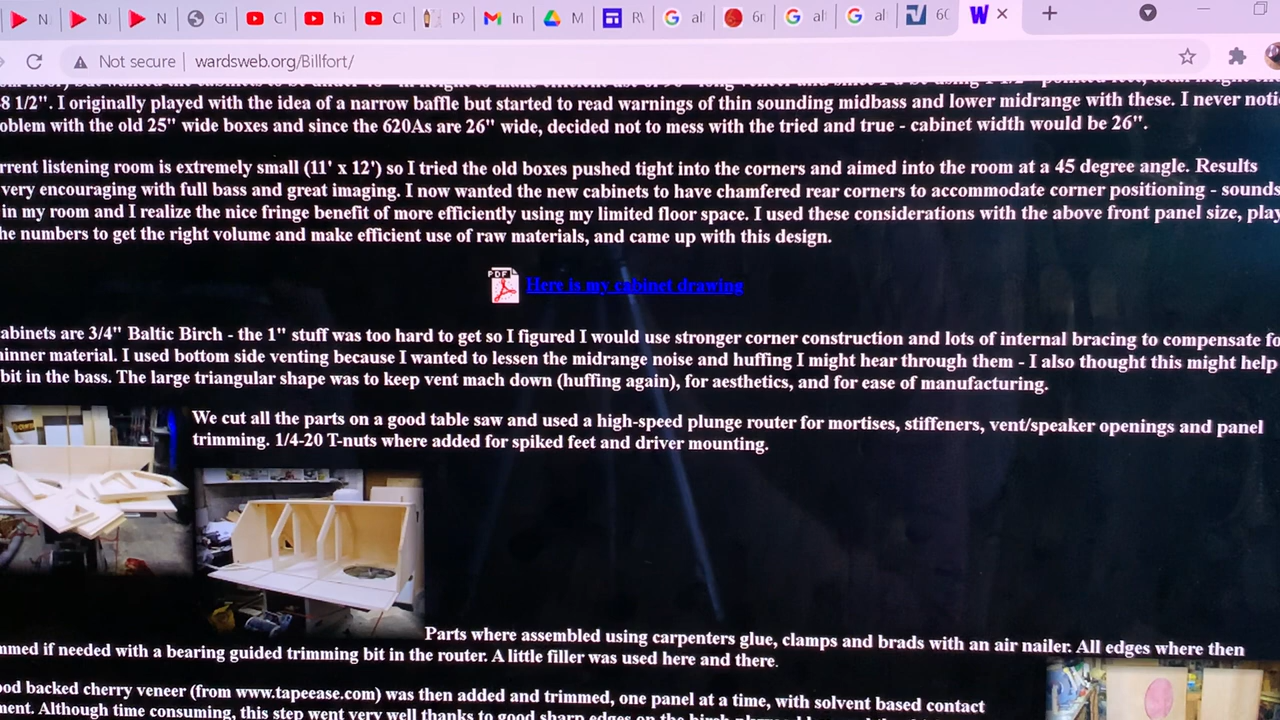 N
N
N
Gl
Cl
hi
Cl
P
In
M
R\
al
6r
al
al
6C
W
Not secure | wardsweb.org/Billfort/
8 1/2". I originally played with the idea of a narrow baffle but started to read warnings of thin sounding midbass and lower midrange with these. I never noti
oblem with the old 25" wide boxes and since the 620As are 26" wide, decided not to mess with the tried and true - cabinet width would be 26".
rrent listening room is extremely small (11' x 12') so I tried the old boxes pushed tight into the corners and aimed into the room at a 45 degree angle. Results
very encouraging with full bass and great imaging. I now wanted the new cabinets to have chamfered rear corners to accommodate corner positioning - sounds
in my room and I realize the nice fringe benefit of more efficiently using my limited floor space. I used these considerations with the above front panel size, play
he numbers to get the right volume and make efficient use of raw materials, and came up with this design.
PDF
Here is my cabinet drawing
abinets are 3/4" Baltic Birch - the 1" stuff was too hard to get so I figured I would use stronger corner construction and lots of internal bracing to compensate fo
inner material. I used bottom side venting because I wanted to lessen the midrange noise and huffing I might hear through them - I also thought this might help
bit in the bass. The large triangular shape was to keep vent mach down (huffing again), for aesthetics, and for ease of manufacturing.
We cut all the parts on a good table saw and used a high-speed plunge router for mortises, stiffeners, vent/speaker openings and panel
trimming. 1/4-20 T-nuts where added for spiked feet and driver mounting.
Parts where assembled using carpenters glue, clamps and brads with an air nailer. All edges where then
mmed if needed with a bearing guided trimming bit in the router. A little filler was used here and there.
od backed cherry veneer (from www.tapeease.com) was then added and trimmed, one panel at a time, with solvent based contact
ment. Although time consuming, this step went very well thanks to good sharp edges on the birch